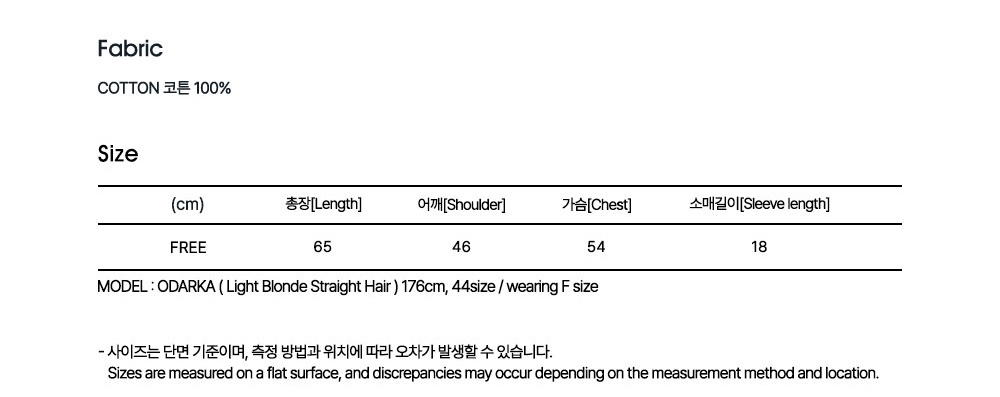 Fabric
COTTON 코튼 100%
Size
(cm) 총장[Length] 어깨[Shoulder] 가슴[Chest] 소매길이[Sleeve length]
FREE 65 46 54 18
MODEL : ODARKA ( Light Blonde Straight Hair ) 176cm, 44size / wearing F size
- 사이즈는 단면 기준이며, 측정 방법과 위치에 따라 오차가 발생할 수 있습니다.
Sizes are measured on a flat surface, and discrepancies may occur depending on the measurement method and location.